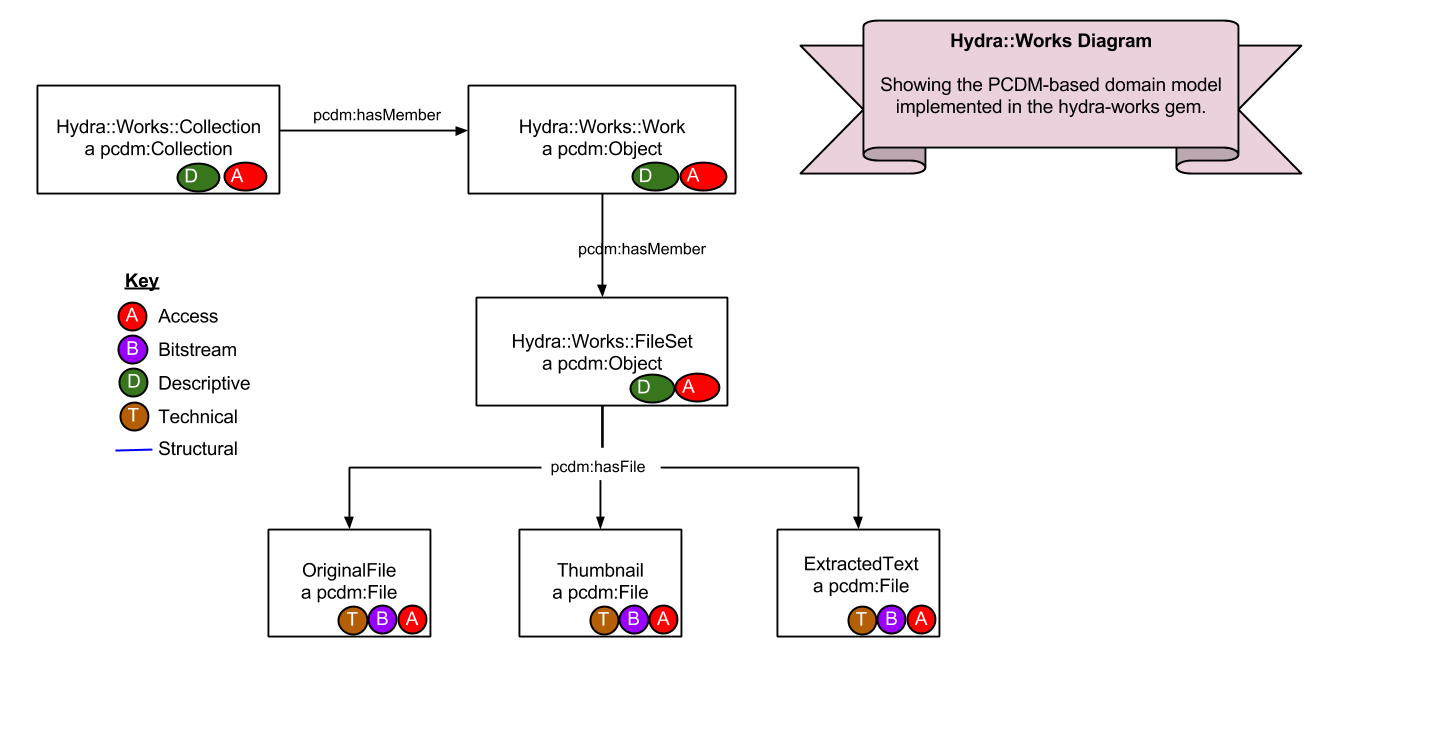 Hydra::Works Diagram
Showing the PCDM-based domain model
implemented in the hydra-works gem.
Hydra::Works::Collection
a pcdm:Collection
D A
pcdm:hasMember
Hydra::Works::Work
a pcdm:Object
D A
pcdm:hasMember
Key
A Access
B Bitstream
D Descriptive
T Technical
Structural
Hydra::Works::FileSet
a pcdm:Object
D A
pcdm:hasFile
OriginalFile
a pcdm:File
T B A
Thumbnail
a pcdm:File
T B A
ExtractedText
a pcdm:File
T B A